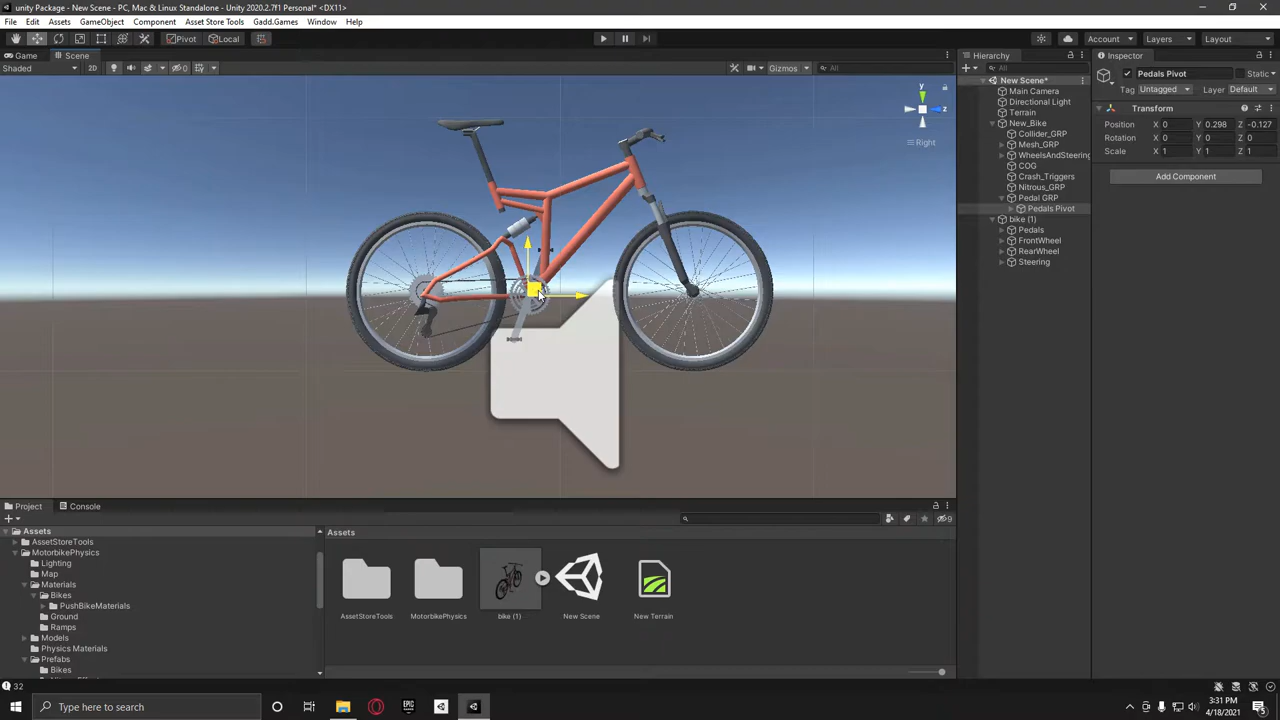 unity Package - New Scene - PC, Mac & Linux Standalone - Unity 2020.2.7f1 Personal* <DX11>
File Edit Assets GameObject Component Asset Store Tools Gadd.Games Window Help
Pivot Local Account Layers Layout
Game Scene
Shaded 2D 0 Gizmos All
y
z
Right
Hierarchy
All
New Scene*
Main Camera
Directional Light
Terrain
New_Bike
Collider_GRP
Mesh_GRP
WheelsAndSteering
COG
Crash_Triggers
Nitrous_GRP
Pedal GRP
Pedals Pivot
bike (1)
Pedals
FrontWheel
RearWheel
Steering
Inspector
Pedals Pivot Static
Tag Untagged Layer Default
Transform
Position X 0 Y 0.298 Z -0.127
Rotation X 0 Y 0 Z 0
Scale X 1 Y 1 Z 1
Add Component
Project Console
9
Assets
AssetStoreTools
MotorbikePhysics
Lighting
Map
Materials
Bikes
PushBikeMaterials
Ground
Ramps
Models
Physics Materials
Prefabs
Bikes
Assets
AssetStoreTools MotorbikePhysics bike (1) New Scene New Terrain
32
Type here to search
3:31 PM
4/18/2021